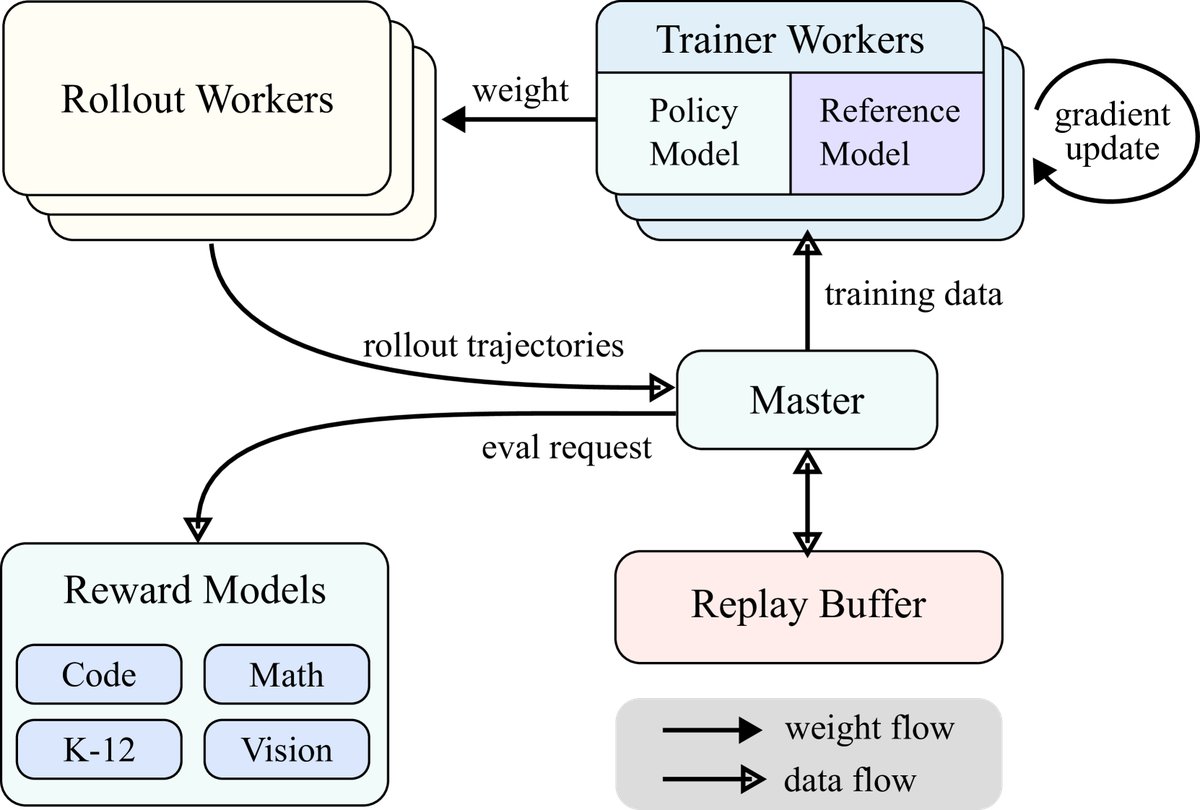 Rollout Workers
weight
Trainer Workers
Policy
Model
Reference
Model
gradient
update
training data
rollout trajectories
Master
eval request
Reward Models
Code
Math
K-12
Vision
Replay Buffer
weight flow
data flow